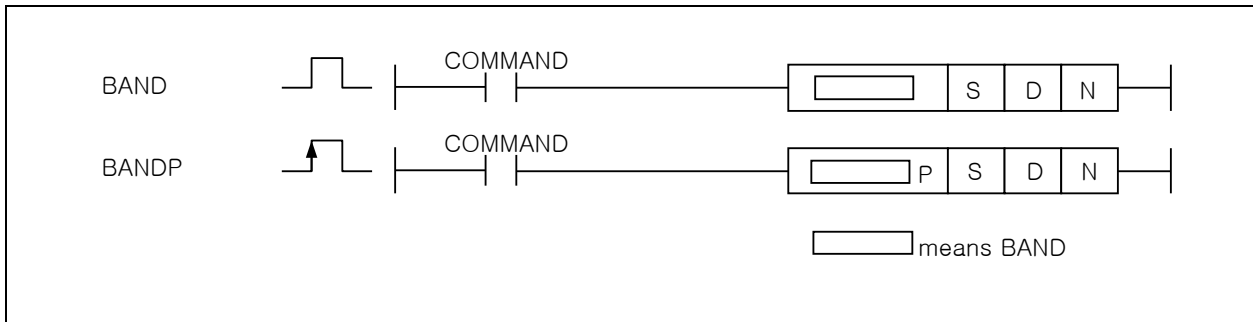 COMMAND
BAND S D N
COMMAND
BANDP P S D N
means BAND